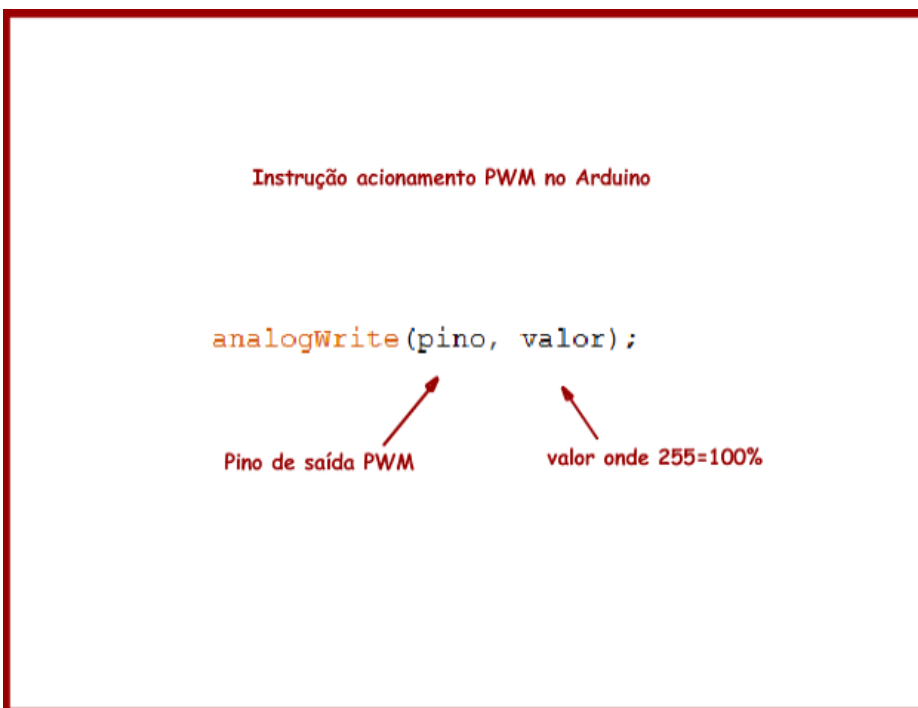 Instrução acionamento PWM no Arduino
analogWrite(pino, valor);
Pino de saída PWM
valor onde 255=100%